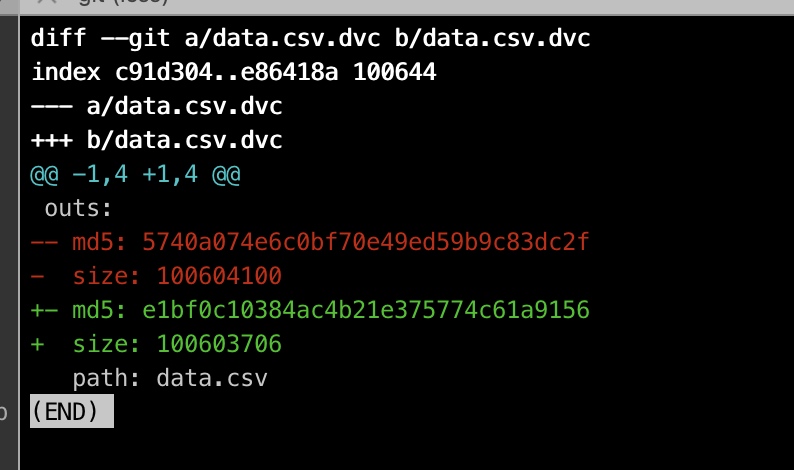 diff --git a/data.csv.dvc b/data.csv.dvc
index c91d304..e86418a 100644
--- a/data.csv.dvc
+++ b/data.csv.dvc
@@ -1,4 +1,4 @@
 outs:
-- md5: 5740a074e6c0bf70e49ed59b9c83dc2f
-  size: 100604100
+- md5: e1bf0c10384ac4b21e375774c61a9156
+  size: 100603706
   path: data.csv
(END)